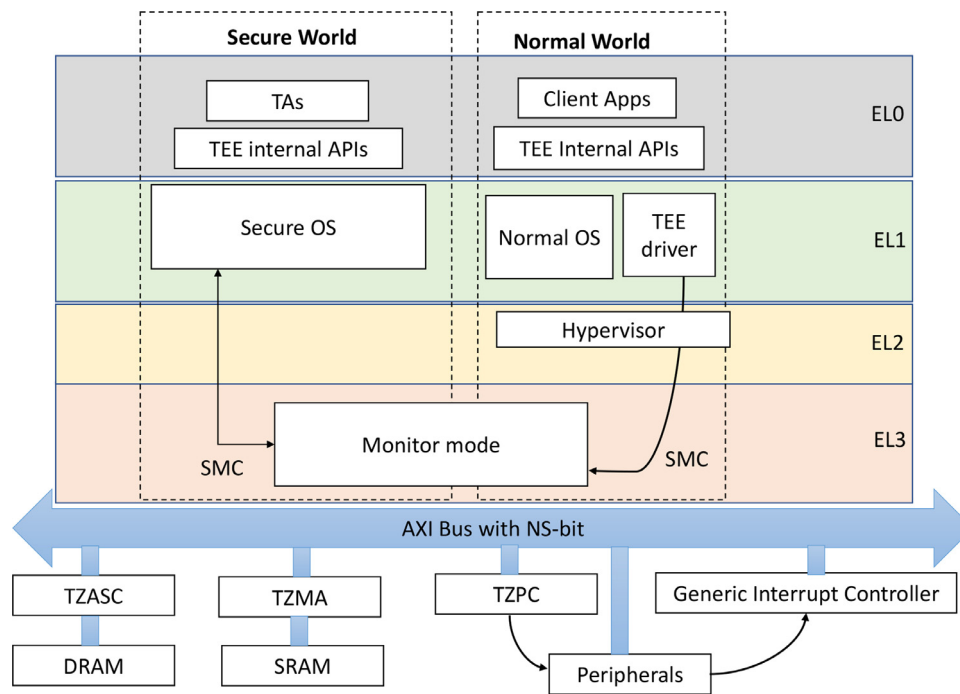 Secure World
Normal World
TAs
Client Apps
EL0
TEE internal APIs
TEE Internal APIs
Secure OS
Normal OS
TEE
driver
EL1
Hypervisor
EL2
Monitor mode
EL3
SMC
SMC
AXI Bus with NS-bit
TZASC
TZMA
TZPC
Generic Interrupt Controller
DRAM
SRAM
Peripherals